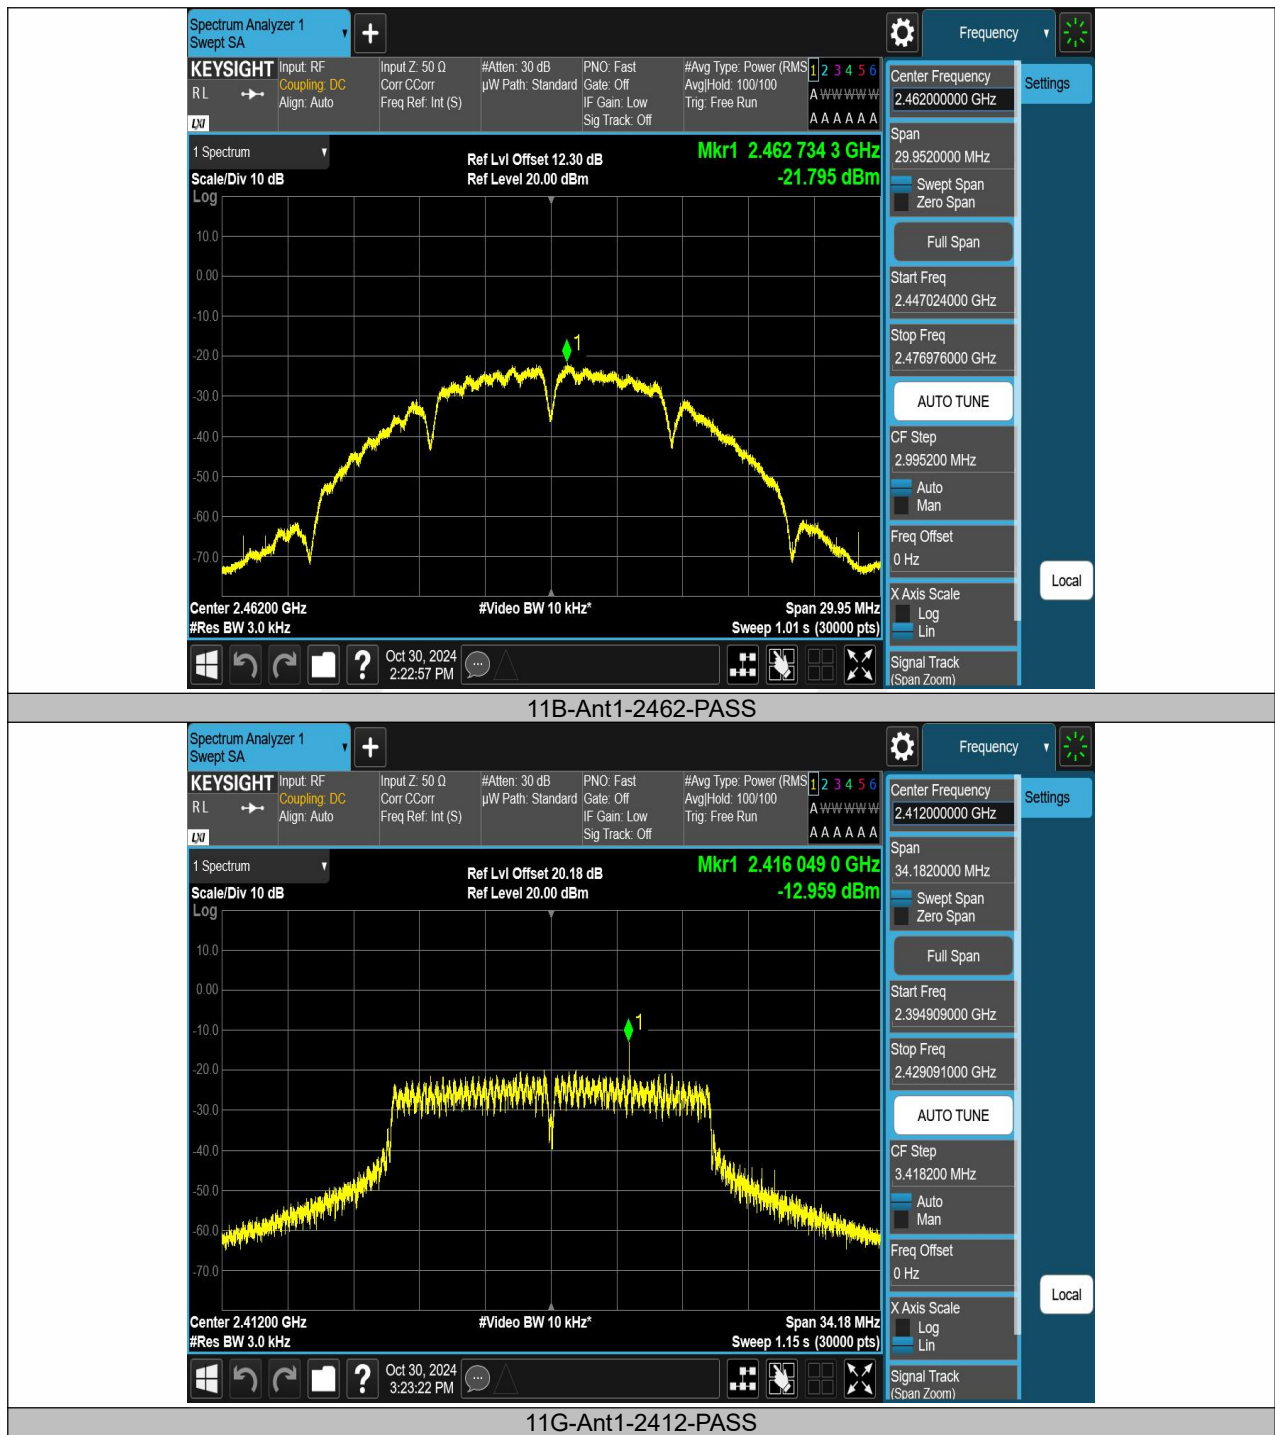 Spectrum Analyzer 1
Swept SA
Frequency
KEYSIGHT
R L
LXI
Input: RF
Coupling: DC
Align: Auto
Input Z: 50 Ω
Corr CCorr
Freq Ref: Int (S)
#Atten: 30 dB
µW Path: Standard
PNO: Fast
Gate: Off
IF Gain: Low
Sig Track: Off
#Avg Type: Power (RMS
Avg|Hold: 100/100
Trig: Free Run
1 2 3 4 5 6
A W W W W W
A A A A A A
Center Frequency
2.462000000 GHz
Settings
Span
29.9520000 MHz
Swept Span
Zero Span
Full Span
Start Freq
2.447024000 GHz
Stop Freq
2.476976000 GHz
AUTO TUNE
CF Step
2.995200 MHz
Auto
Man
Freq Offset
0 Hz
X Axis Scale
Log
Lin
Signal Track
(Span Zoom)
Local
1 Spectrum
Scale/Div 10 dB
Log
Ref Lvl Offset 12.30 dB
Ref Level 20.00 dBm
Mkr1 2.462 734 3 GHz
-21.795 dBm
10.0
0.00
-10.0
-20.0
-30.0
-40.0
-50.0
-60.0
-70.0
1
Center 2.46200 GHz
#Res BW 3.0 kHz
#Video BW 10 kHz*
Span 29.95 MHz
Sweep 1.01 s (30000 pts)
?
Oct 30, 2024
2:22:57 PM
11B-Ant1-2462-PASS
Spectrum Analyzer 1
Swept SA
Frequency
KEYSIGHT
R L
LXI
Input: RF
Coupling: DC
Align: Auto
Input Z: 50 Ω
Corr CCorr
Freq Ref: Int (S)
#Atten: 30 dB
µW Path: Standard
PNO: Fast
Gate: Off
IF Gain: Low
Sig Track: Off
#Avg Type: Power (RMS
Avg|Hold: 100/100
Trig: Free Run
1 2 3 4 5 6
A W W W W W
A A A A A A
Center Frequency
2.412000000 GHz
Settings
Span
34.1820000 MHz
Swept Span
Zero Span
Full Span
Start Freq
2.394909000 GHz
Stop Freq
2.429091000 GHz
AUTO TUNE
CF Step
3.418200 MHz
Auto
Man
Freq Offset
0 Hz
X Axis Scale
Log
Lin
Signal Track
(Span Zoom)
Local
1 Spectrum
Scale/Div 10 dB
Log
Ref Lvl Offset 20.18 dB
Ref Level 20.00 dBm
Mkr1 2.416 049 0 GHz
-12.959 dBm
10.0
0.00
-10.0
-20.0
-30.0
-40.0
-50.0
-60.0
-70.0
1
Center 2.41200 GHz
#Res BW 3.0 kHz
#Video BW 10 kHz*
Span 34.18 MHz
Sweep 1.15 s (30000 pts)
?
Oct 30, 2024
3:23:22 PM
11G-Ant1-2412-PASS